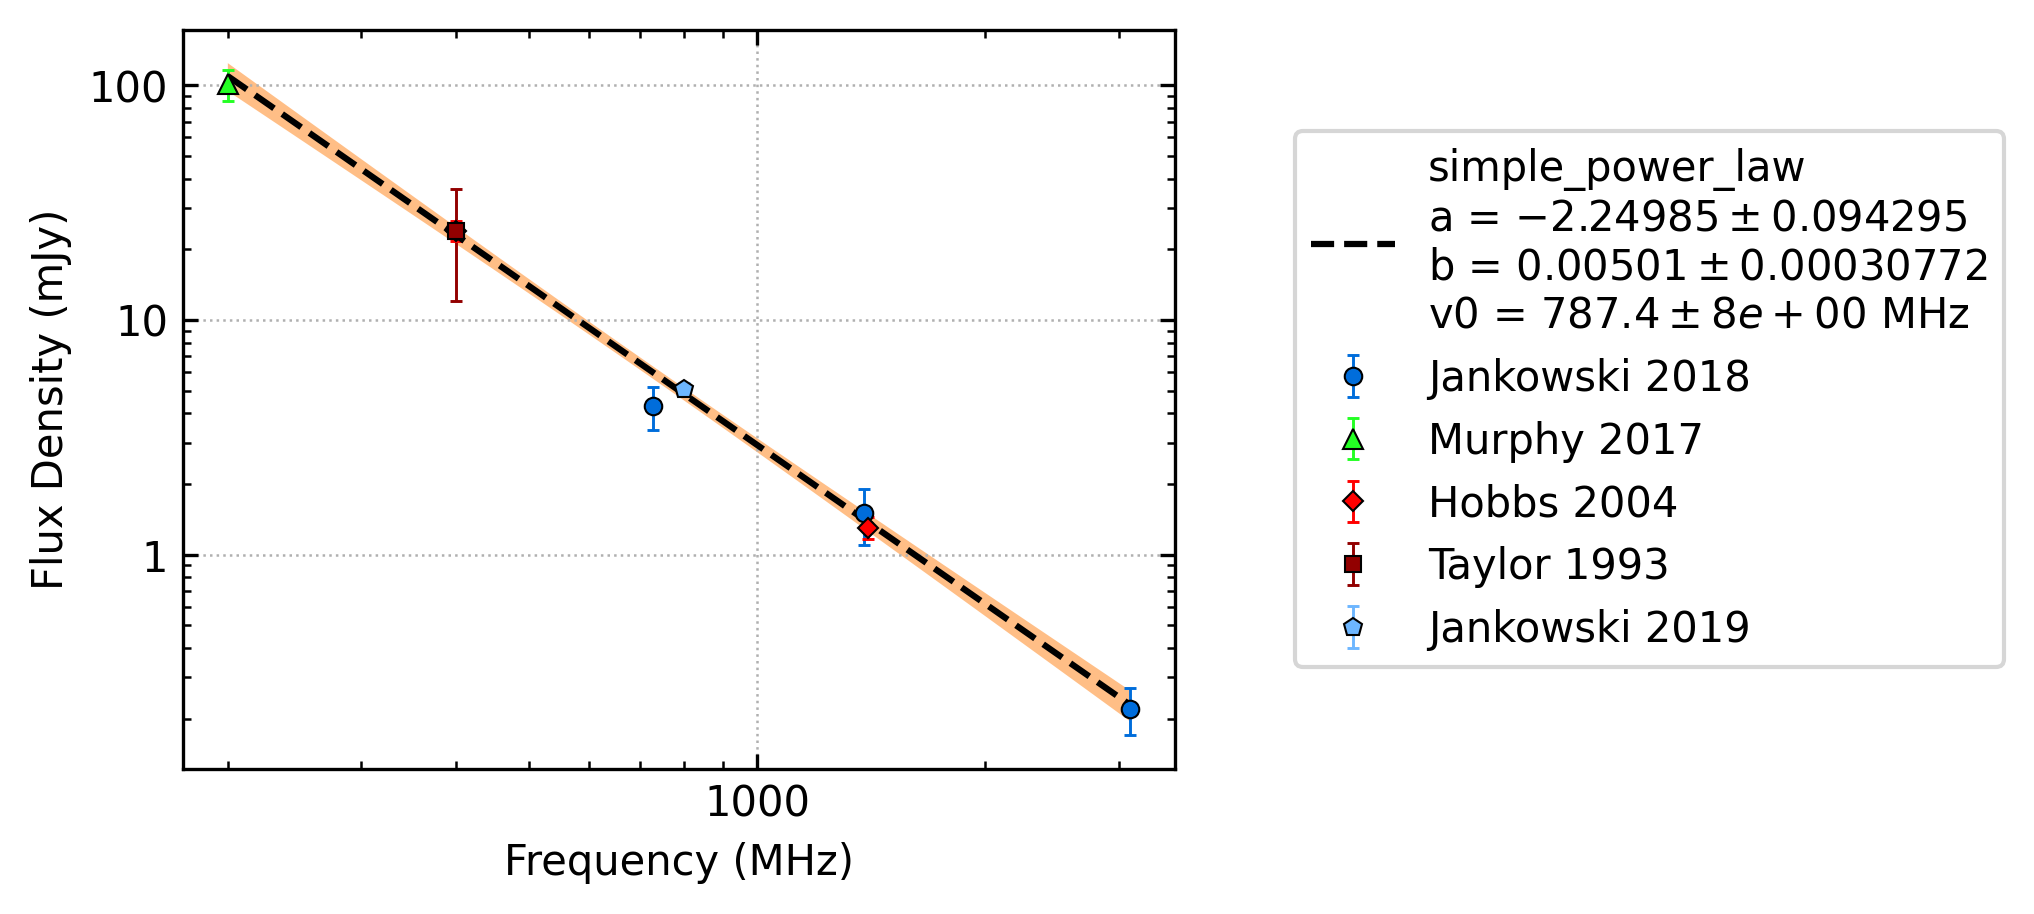 100
10
1
Flux Density (mJy)
1000
Frequency (MHz)
simple_power_law
a = −2.24985 ± 0.094295
b = 0.00501 ± 0.00030772
v0 = 787.4 ± 8e + 00 MHz
Jankowski 2018
Murphy 2017
Hobbs 2004
Taylor 1993
Jankowski 2019